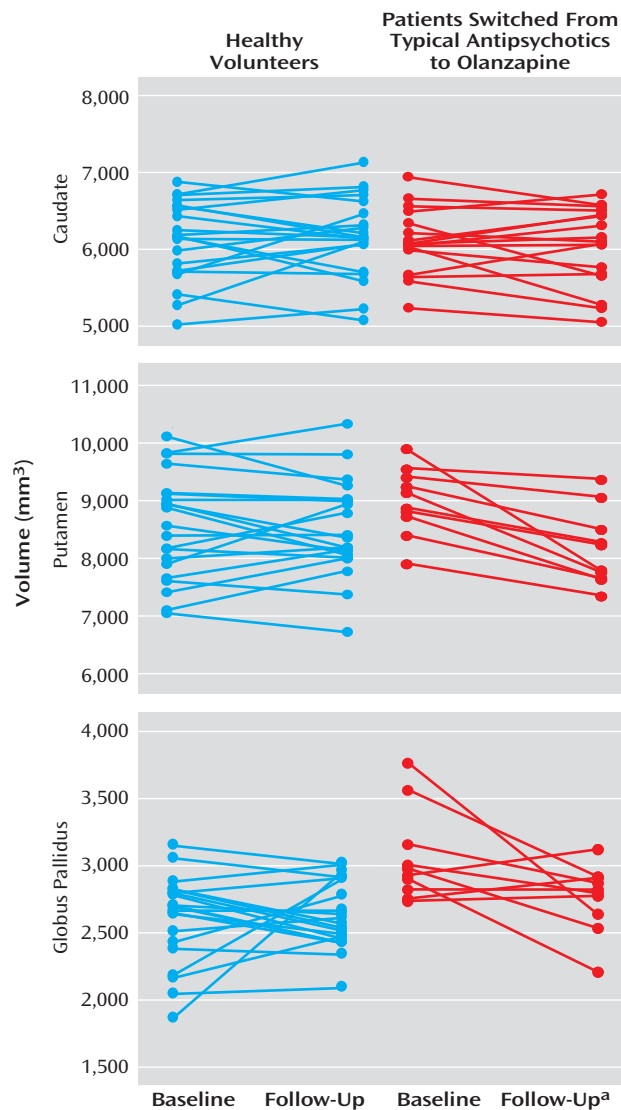 Healthy
Volunteers
Patients Switched From
Typical Antipsychotics
to Olanzapine
Volume (mm³)
Caudate
8,000
7,000
6,000
5,000
Putamen
11,000
10,000
9,000
8,000
7,000
6,000
Globus Pallidus
4,000
3,500
3,000
2,500
2,000
1,500
Baseline Follow-Up Baseline Follow-Upᵃ